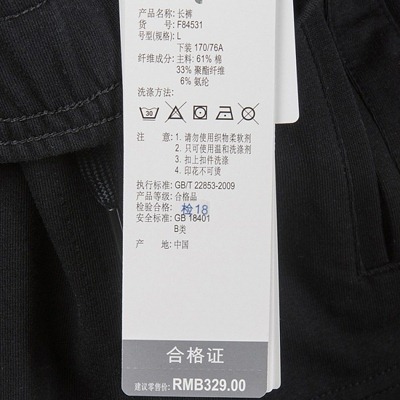 产品名称: 长裤
货 号: F84531
号型(规格): L
下装 170/76A
纤维成分: 主料: 61% 棉
33% 聚酯纤维
6% 氨纶
洗涤方法:
30
注 意: 1. 请勿使用织物柔软剂
2. 只可使用温和洗涤剂
3. 扣上扣件洗涤
4. 印花不可烫
执行标准: GB/T 22853-2009
产品等级: 合格品
检验合格: 检18
安全标准: GB 18401
B类
产 地: 中国
合格证
建议零售价: RMB329.00